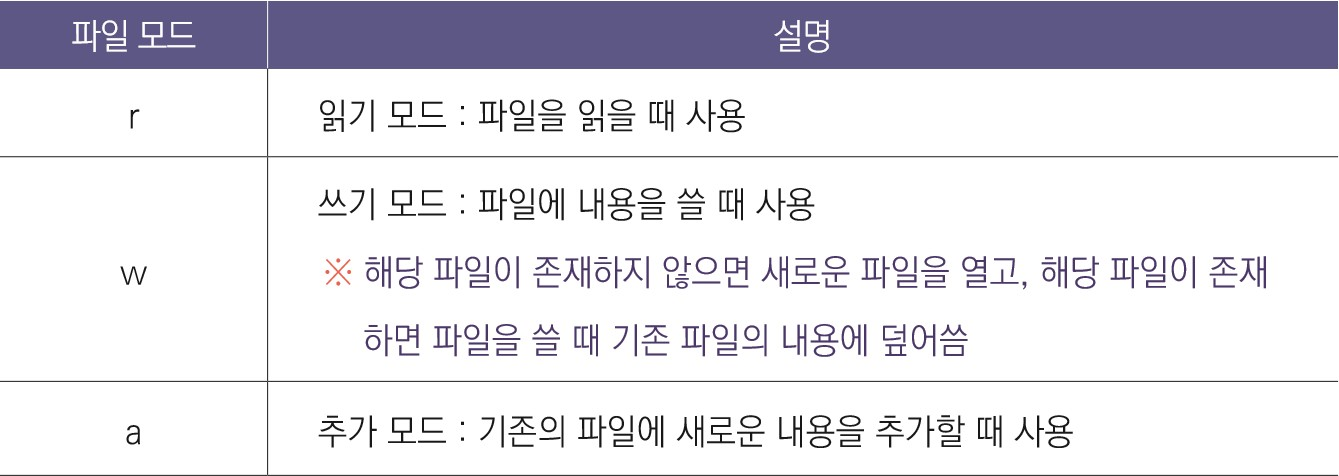 파일 모드 설명
r 읽기 모드 : 파일을 읽을 때 사용
쓰기 모드 : 파일에 내용을 쓸 때 사용
w ※ 해당 파일이 존재하지 않으면 새로운 파일을 열고, 해당 파일이 존재
하면 파일을 쓸 때 기존 파일의 내용에 덮어씀
a 추가 모드 : 기존의 파일에 새로운 내용을 추가할 때 사용